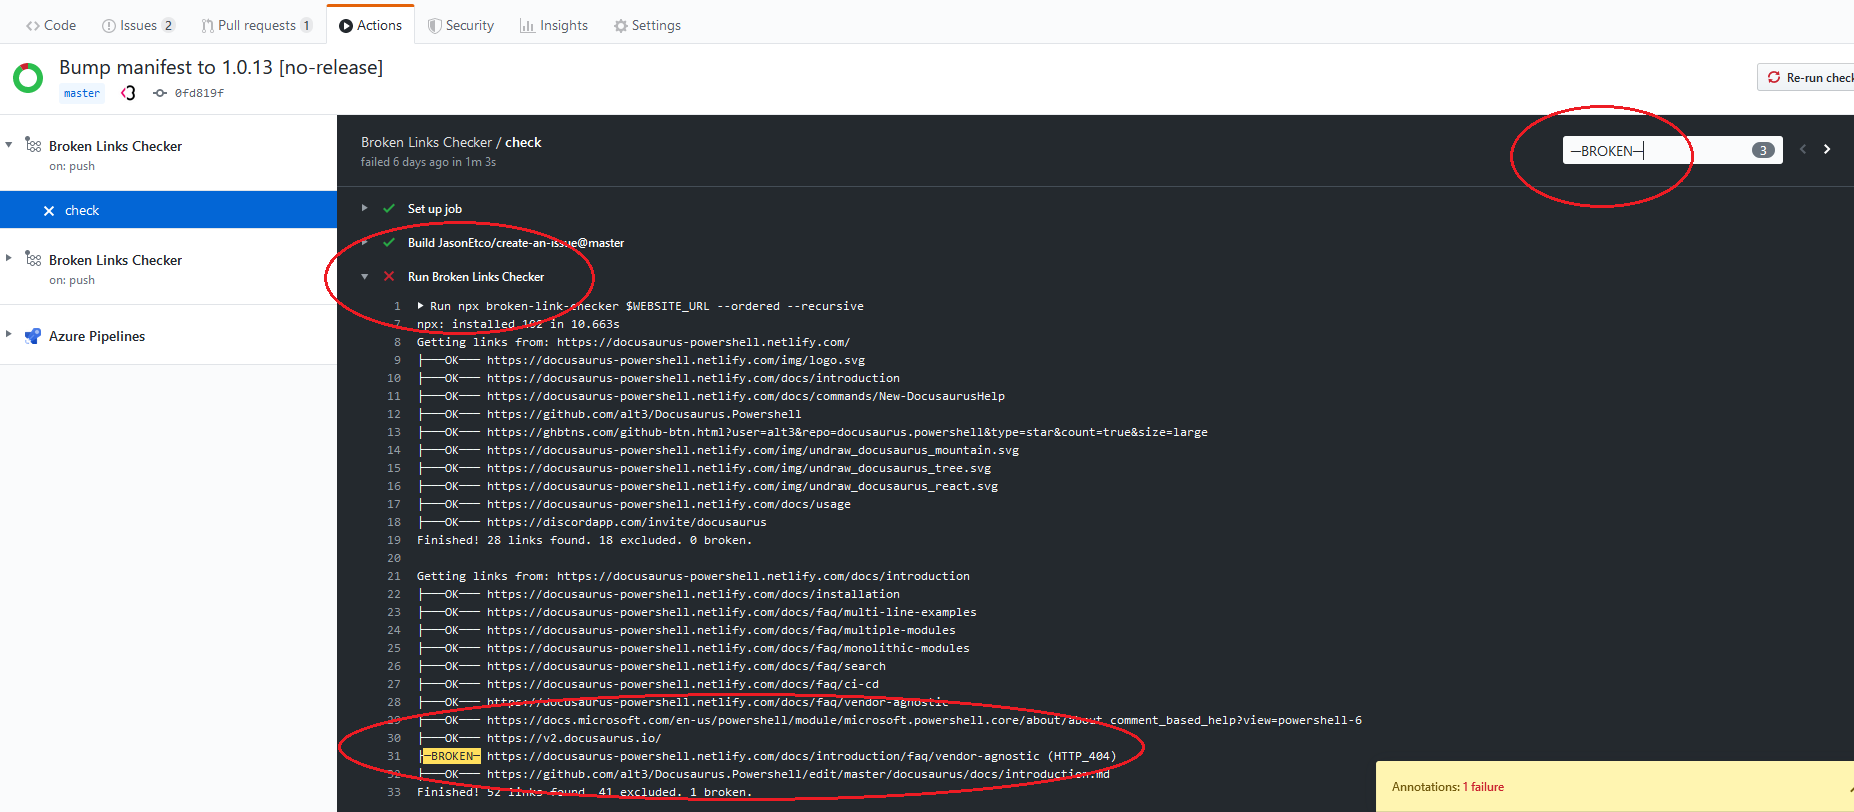 Code Issues 2 Pull requests 1 Actions Security Insights Settings
Bump manifest to 1.0.13 [no-release]
master 0fd819f
Re-run check
Broken Links Checker
on: push
check
Broken Links Checker
on: push
Azure Pipelines
Broken Links Checker / check
failed 6 days ago in 1m 3s
─BROKEN─ 3
Set up job
Build JasonEtco/create-an-issue@master
Run Broken Links Checker
1 Run npx broken-link-checker $WEBSITE_URL --ordered --recursive
7 npx: installed 102 in 10.663s
8 Getting links from: https://docusaurus-powershell.netlify.com/
9 ├───OK─── https://docusaurus-powershell.netlify.com/img/logo.svg
10 ├───OK─── https://docusaurus-powershell.netlify.com/docs/introduction
11 ├───OK─── https://docusaurus-powershell.netlify.com/docs/commands/New-DocusaurusHelp
12 ├───OK─── https://github.com/alt3/Docusaurus.Powershell
13 ├───OK─── https://ghbtns.com/github-btn.html?user=alt3&repo=docusaurus.powershell&type=star&count=true&size=large
14 ├───OK─── https://docusaurus-powershell.netlify.com/img/undraw_docusaurus_mountain.svg
15 ├───OK─── https://docusaurus-powershell.netlify.com/img/undraw_docusaurus_tree.svg
16 ├───OK─── https://docusaurus-powershell.netlify.com/img/undraw_docusaurus_react.svg
17 ├───OK─── https://docusaurus-powershell.netlify.com/docs/usage
18 ├───OK─── https://discordapp.com/invite/docusaurus
19 Finished! 28 links found. 18 excluded. 0 broken.
20
21 Getting links from: https://docusaurus-powershell.netlify.com/docs/introduction
22 ├───OK─── https://docusaurus-powershell.netlify.com/docs/installation
23 ├───OK─── https://docusaurus-powershell.netlify.com/docs/faq/multi-line-examples
24 ├───OK─── https://docusaurus-powershell.netlify.com/docs/faq/multiple-modules
25 ├───OK─── https://docusaurus-powershell.netlify.com/docs/faq/monolithic-modules
26 ├───OK─── https://docusaurus-powershell.netlify.com/docs/faq/search
27 ├───OK─── https://docusaurus-powershell.netlify.com/docs/faq/ci-cd
28 ├───OK─── https://docusaurus-powershell.netlify.com/docs/faq/vendor-agnostic
29 ├───OK─── https://docs.microsoft.com/en-us/powershell/module/microsoft.powershell.core/about/about_comment_based_help?view=powershell-6
30 ├───OK─── https://v2.docusaurus.io/
31 ├─BROKEN─ https://docusaurus-powershell.netlify.com/docs/introduction/faq/vendor-agnostic (HTTP_404)
32 ├───OK─── https://github.com/alt3/Docusaurus.Powershell/edit/master/docusaurus/docs/introduction.md
33 Finished! 52 links found. 41 excluded. 1 broken.
Annotations: 1 failure